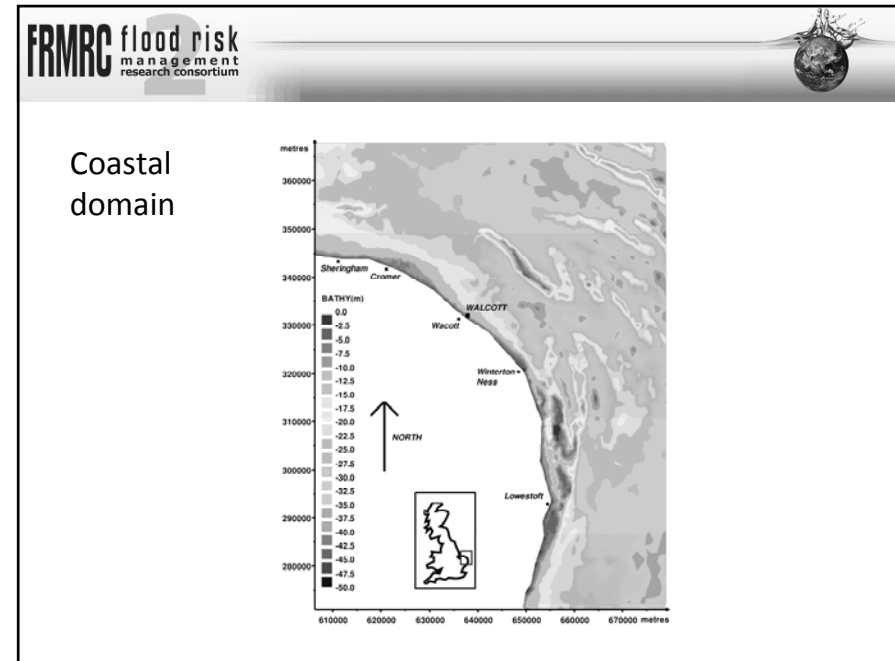 FRMRC 2 flood risk
management
research consortium
Coastal
domain
metres
360000
350000
340000
330000
320000
310000
300000
290000
280000
Sheringham
Cromer
WALCOTT
Wacott
Winterton
Ness
Lowestoft
BATHY(m)
0.0
-2.5
-5.0
-7.5
-10.0
-12.5
-15.0
-17.5
-20.0
-22.5
-25.0
-27.5
-30.0
-32.5
-35.0
-37.5
-40.0
-42.5
-45.0
-47.5
-50.0
NORTH
610000 620000 630000 640000 650000 660000 670000 metres